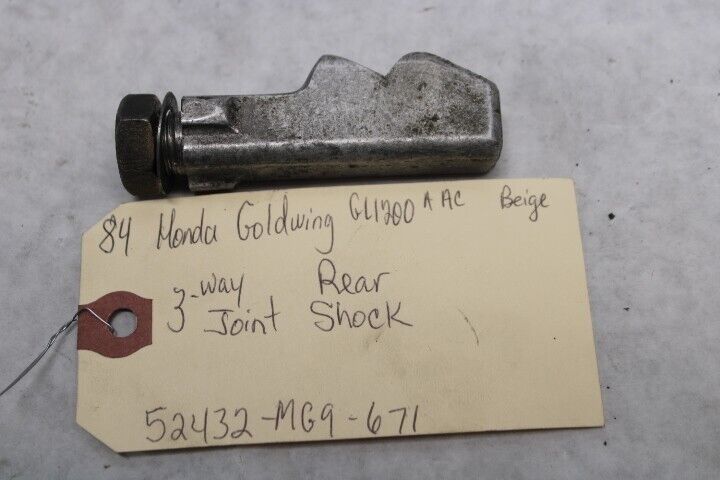 84 Honda Goldwing GL1200 A AC Beige
3-way Rear
Joint Shock
52432-MG9-671